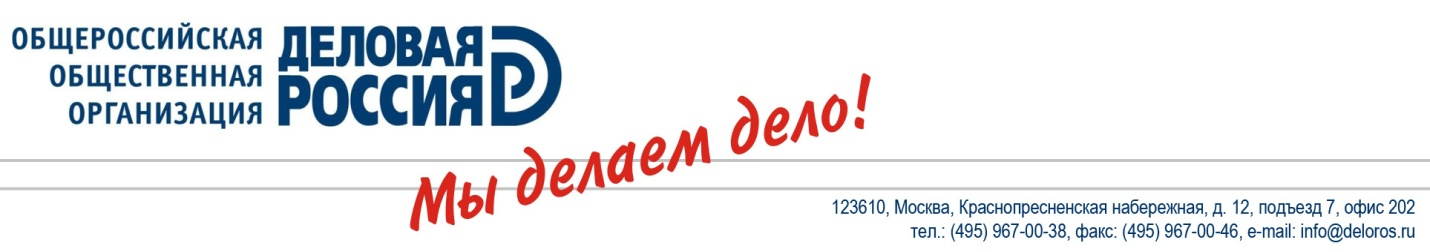 ОБЩЕРОССИЙСКАЯ
ОБЩЕСТВЕННАЯ
ОРГАНИЗАЦИЯ
ДЕЛОВАЯ
РОССИЯ
Мы делаем дело!
123610, Москва, Краснопресненская набережная, д. 12, подъезд 7, офис 202
тел.: (495) 967-00-38, факс: (495) 967-00-46, e-mail: info@deloros.ru